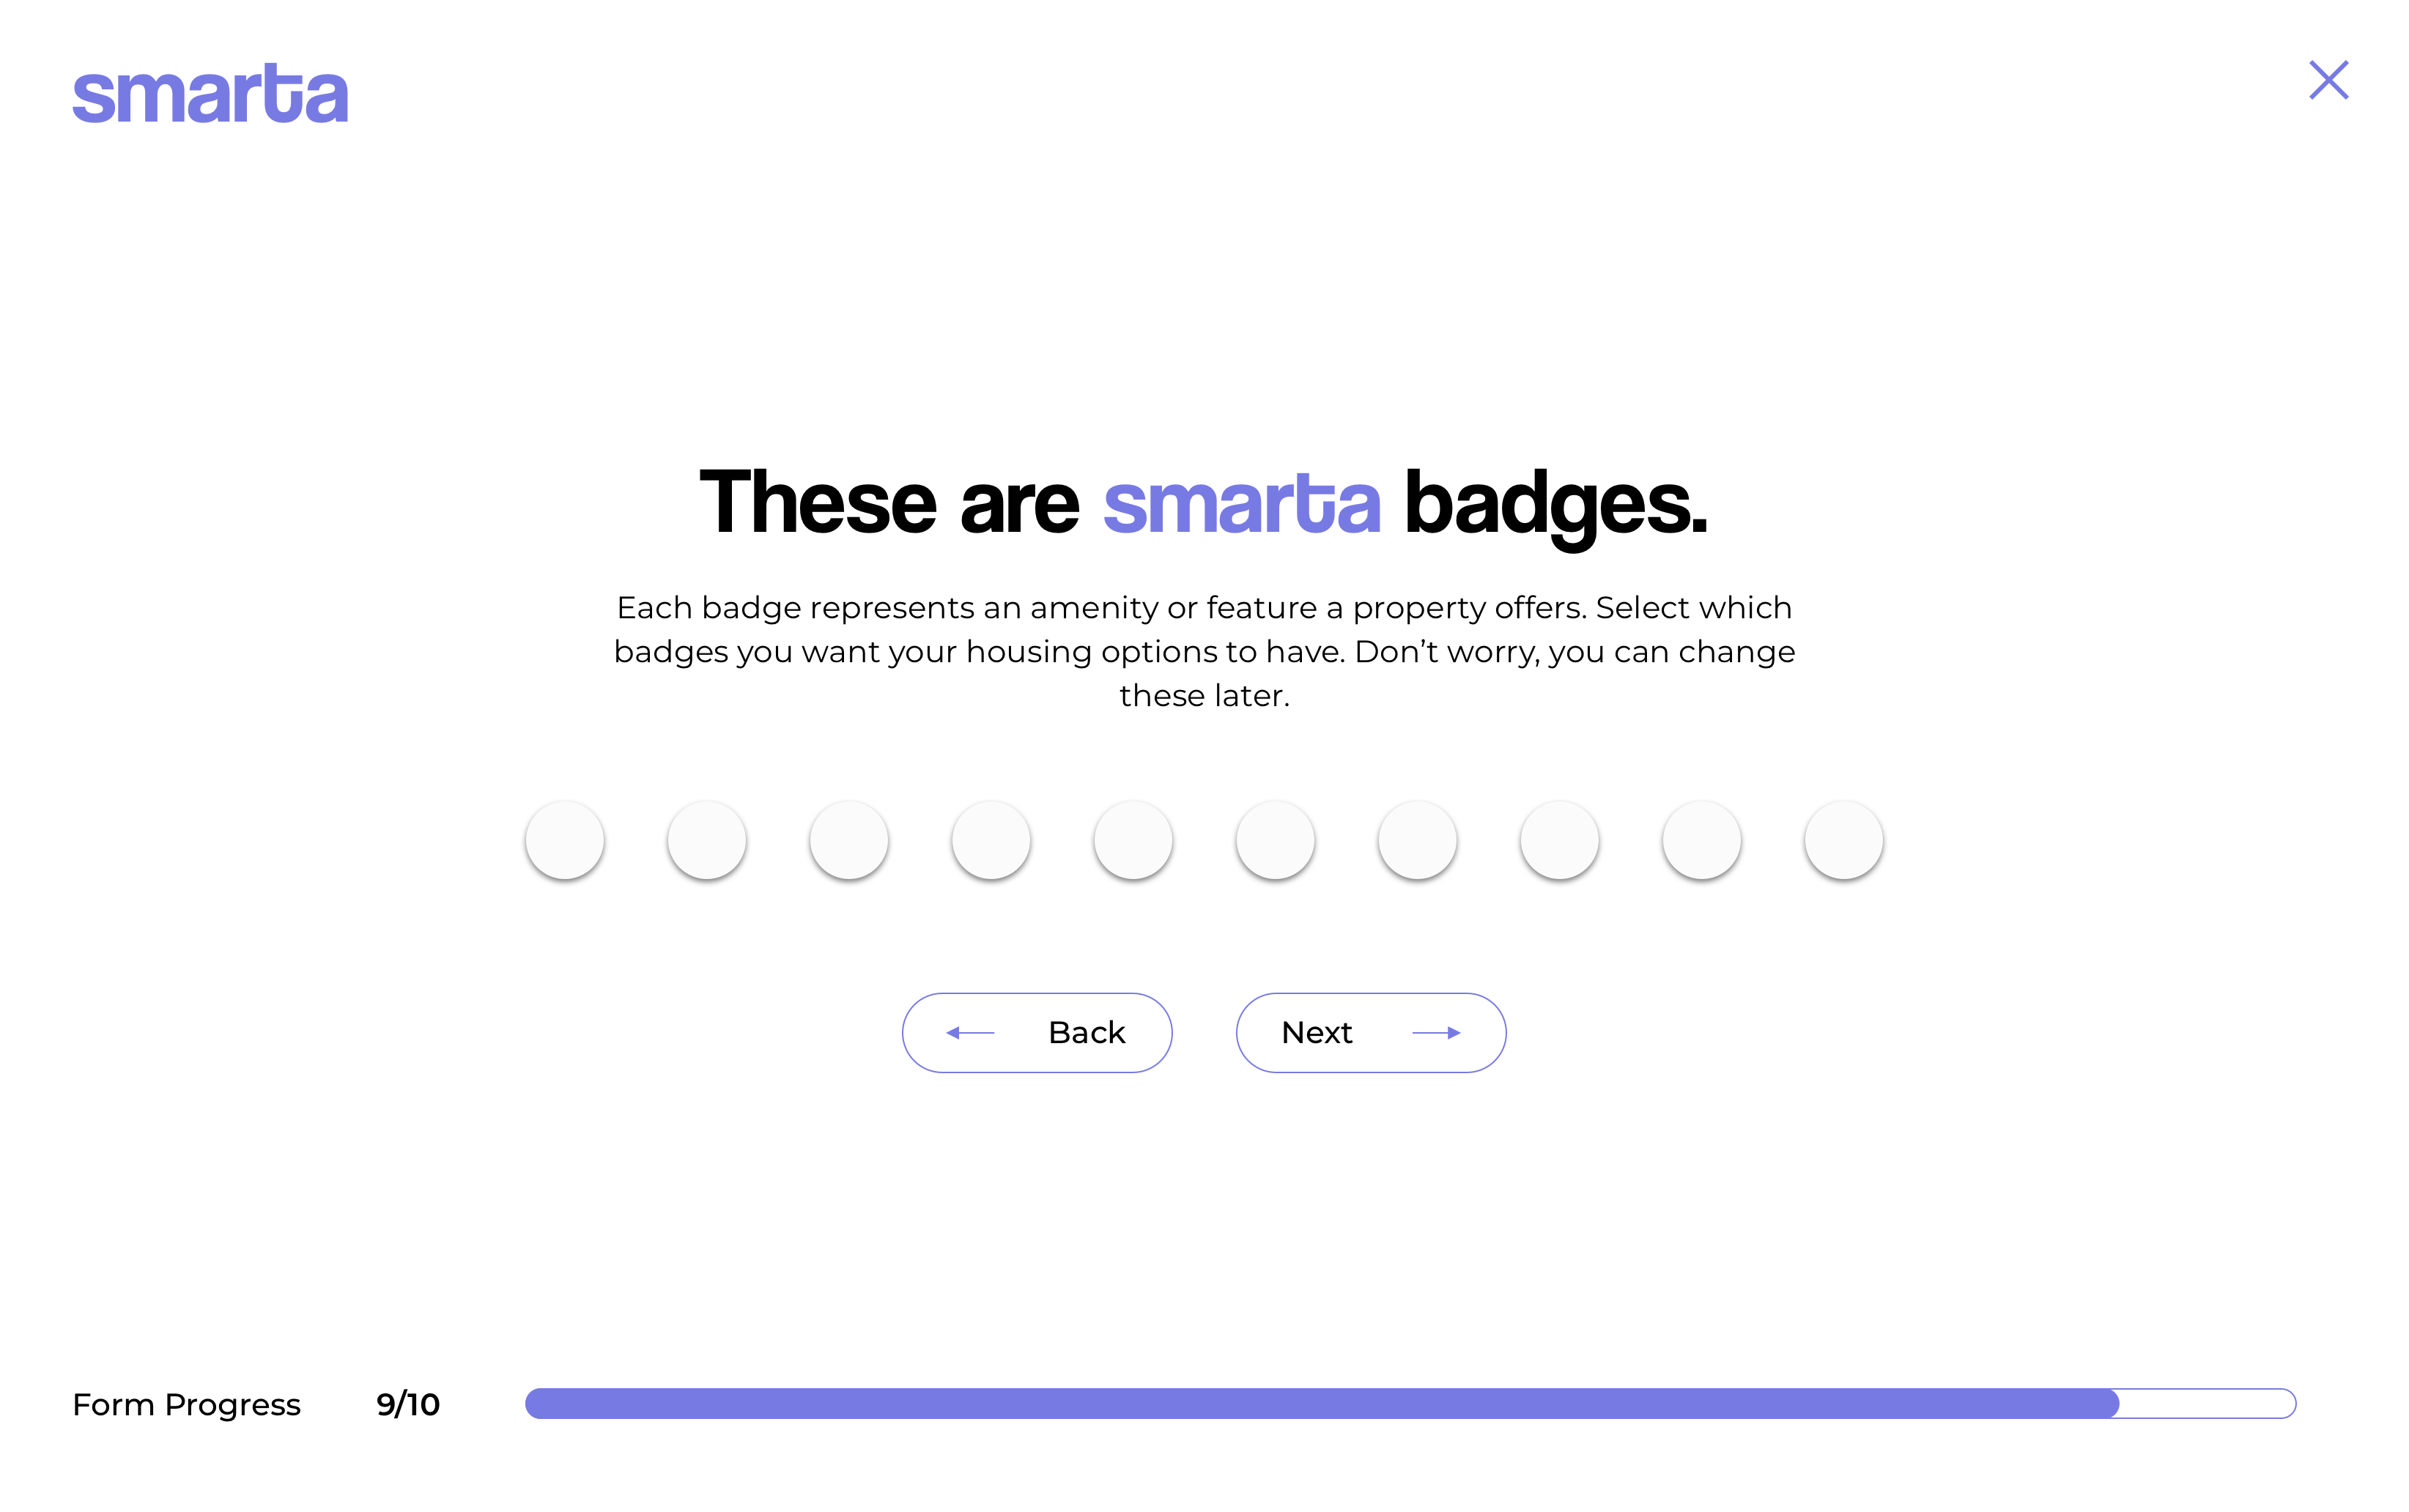 smarta
These are smarta badges.
Each badge represents an amenity or feature a property offers. Select which
badges you want your housing options to have. Don’t worry, you can change
these later.
Back
Next
Form Progress 9/10